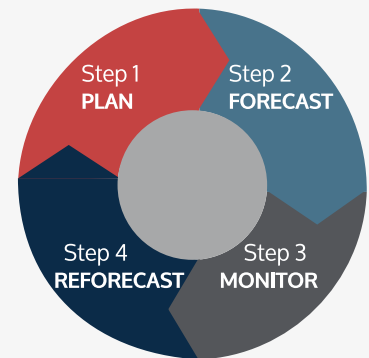 Step 1
PLAN
Step 2
FORECAST
Step 3
MONITOR
Step 4
REFORECAST